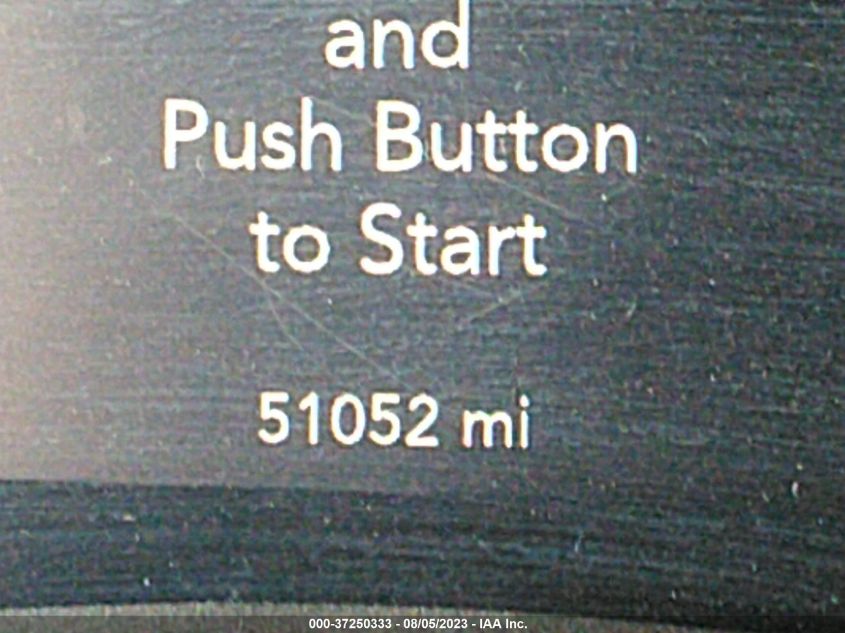 and
Push Button
to Start
51052 mi
000-37250333 - 08/05/2023 - IAA Inc.